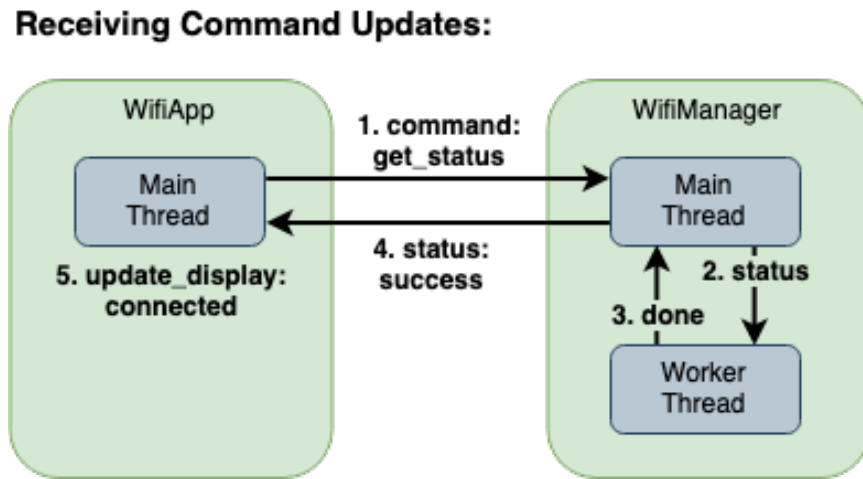 Receiving Command Updates:
WifiApp
Main
Thread
5. update_display:
connected
1. command:
get_status
4. status:
success
WifiManager
Main
Thread
2. status
3. done
Worker
Thread